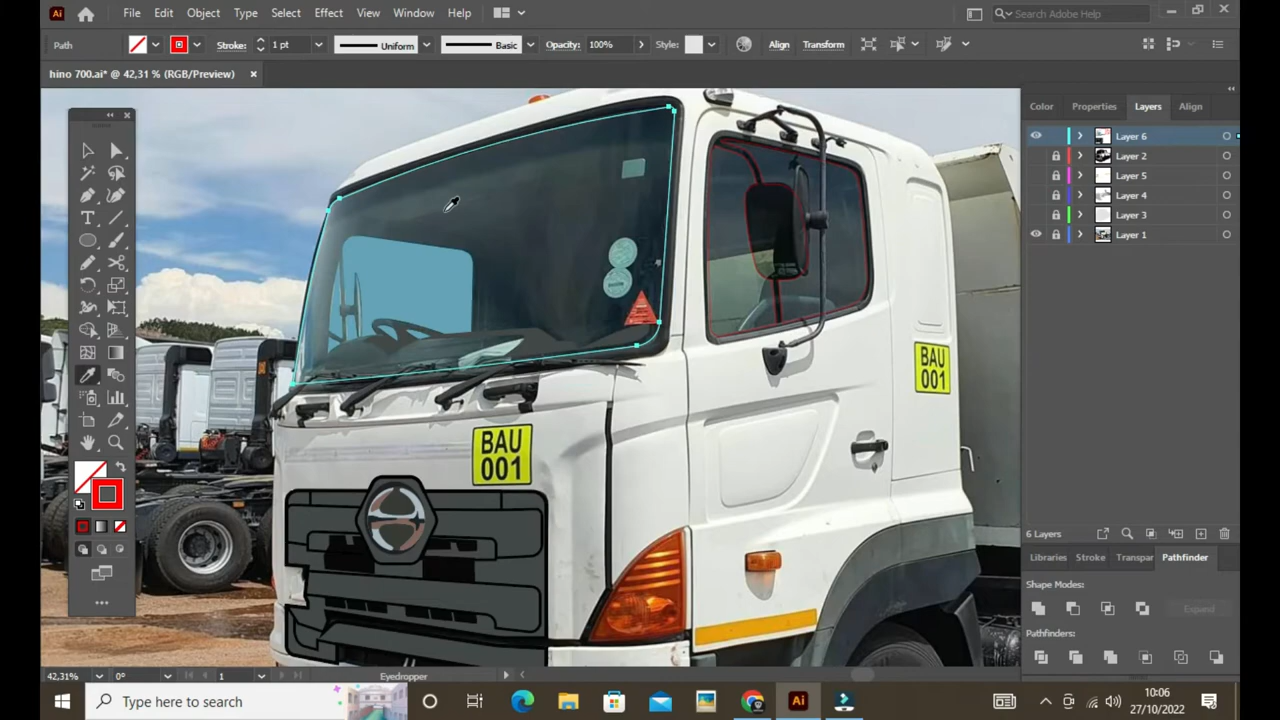 Ai File Edit Object Type Select Effect View Window Help Search Adobe Help
Path Stroke: 1 pt Uniform Basic Opacity: 100% Style: Align Transform
hino 700.ai* @ 42,31 % (RGB/Preview) ×
Color Properties Layers Align
Layer 6
Layer 2
Layer 5
Layer 4
Layer 3
Layer 1
BAU
001
BAU
001
6 Layers
Libraries Stroke Transpar Pathfinder
Shape Modes:
Expand
Pathfinders:
42,31% 0° 1 Eyedropper
Type here to search
Ai
10:06
27/10/2022